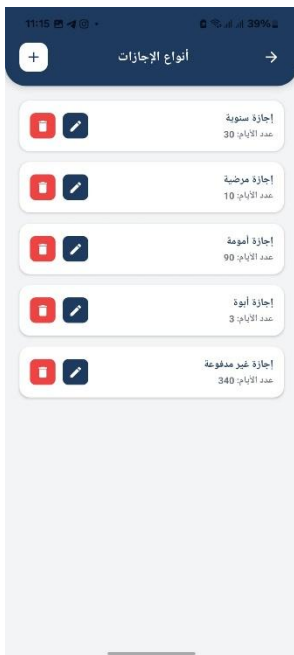 11:15
39%
أنواع الإجازات
إجازة سنوية
عدد الأيام: 30
إجازة مرضية
عدد الأيام: 10
إجازة أمومة
عدد الأيام: 90
إجازة أبوة
عدد الأيام: 3
إجازة غير مدفوعة
عدد الأيام: 340